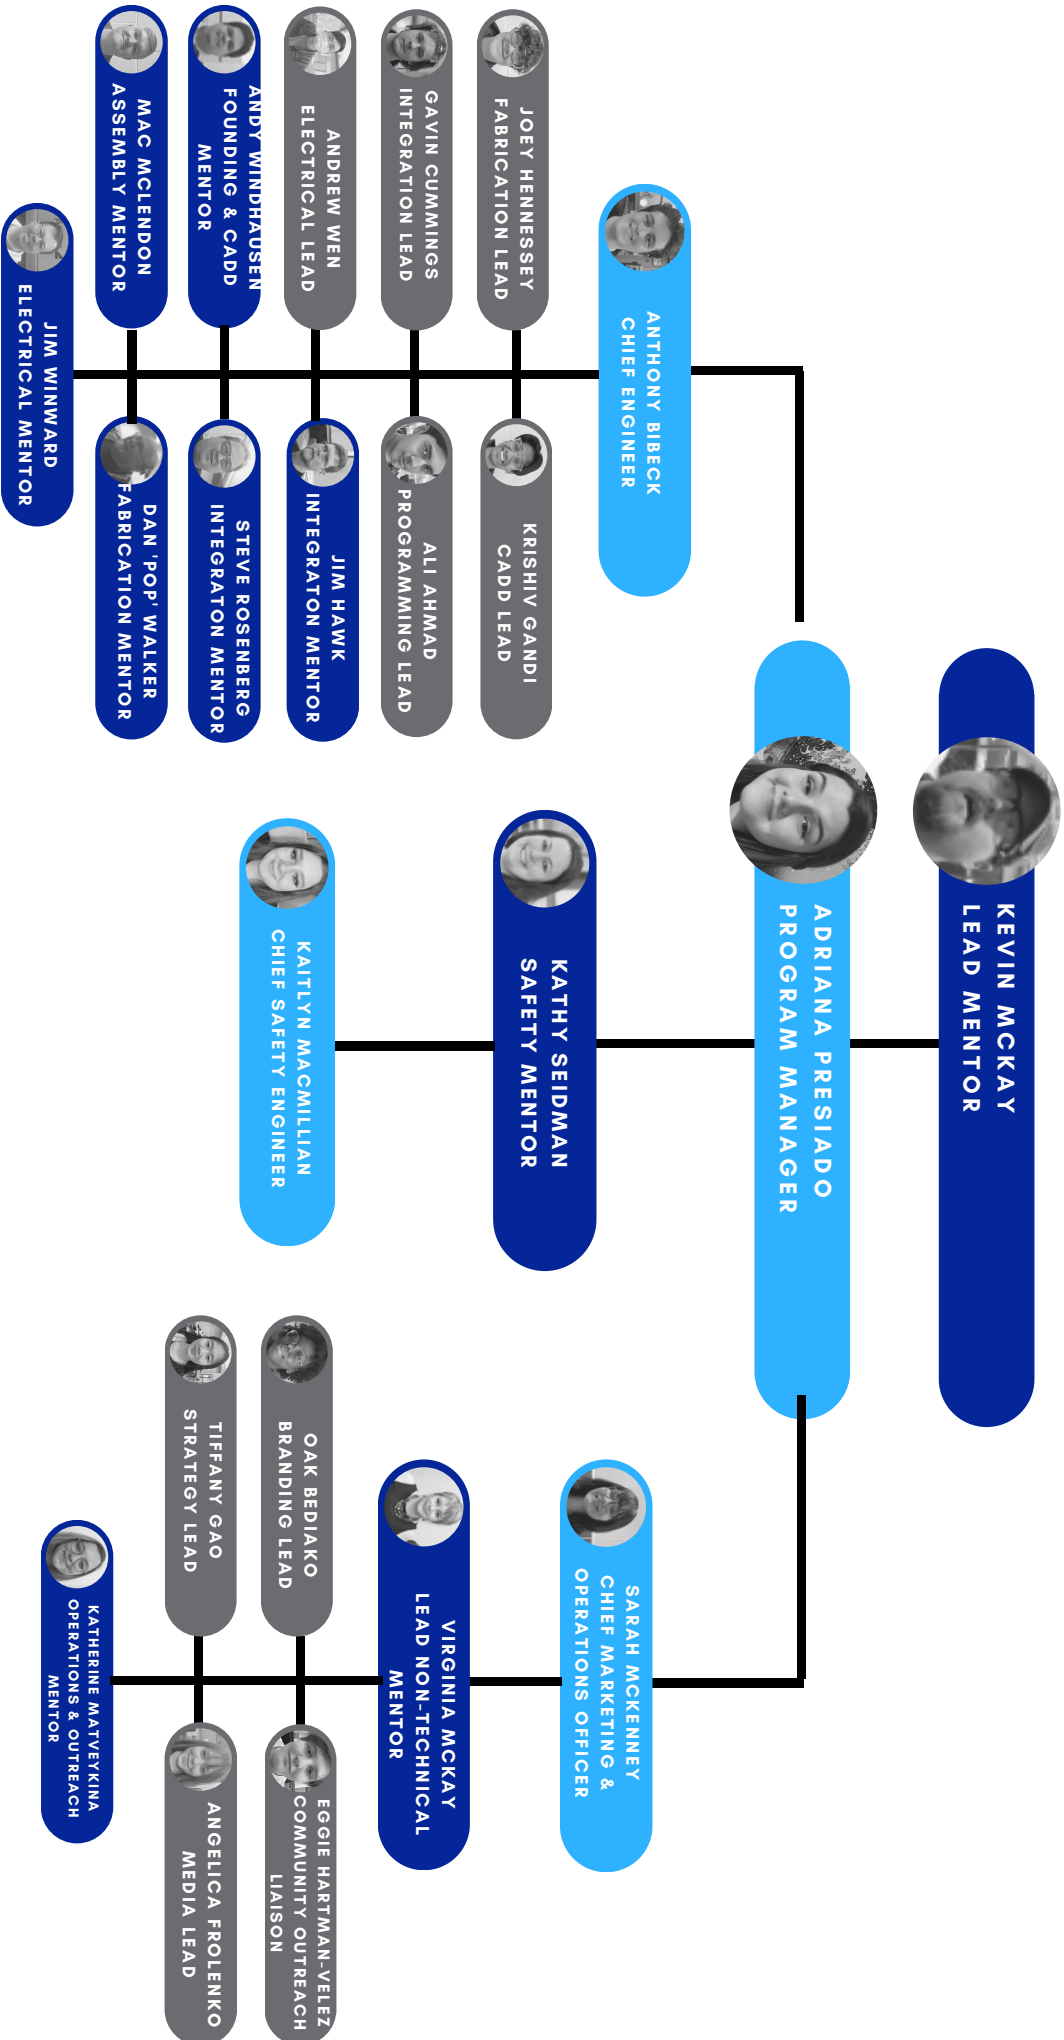 KEVIN MCKAY
LEAD MENTOR
ADRIANA PRESIADO
PROGRAM MANAGER
ANTHONY BIBECK
CHIEF ENGINEER
JOEY HENNESSEY
FABRICATION LEAD
KRISHIV GANDI
CADD LEAD
GAVIN CUMMINGS
INTEGRATION LEAD
ALI AHMAD
PROGRAMMING LEAD
ANDREW WEN
ELECTRICAL LEAD
JIM HAWK
INTEGRATON MENTOR
ANDY WINDHAUSEN
FOUNDING & CADD
MENTOR
STEVE ROSENBERG
INTEGRATON MENTOR
MAC MCLENDON
ASSEMBLY MENTOR
DAN 'POP' WALKER
FABRICATION MENTOR
JIM WINWARD
ELECTRICAL MENTOR
KATHY SEIDMAN
SAFETY MENTOR
KAITLYN MACMILLIAN
CHIEF SAFETY ENGINEER
SARAH MCKENNEY
CHIEF MARKETING &
OPERATIONS OFFICER
VIRGINIA MCKAY
LEAD NON-TECHNICAL
MENTOR
OAK BEDIAKO
BRANDING LEAD
EGGIE HARTMAN-VELEZ
COMMUNITY OUTREACH
LIAISON
TIFFANY GAO
STRATEGY LEAD
ANGELICA FROLENKO
MEDIA LEAD
KATHERINE MATVEYKINA
OPERATIONS & OUTREACH
MENTOR